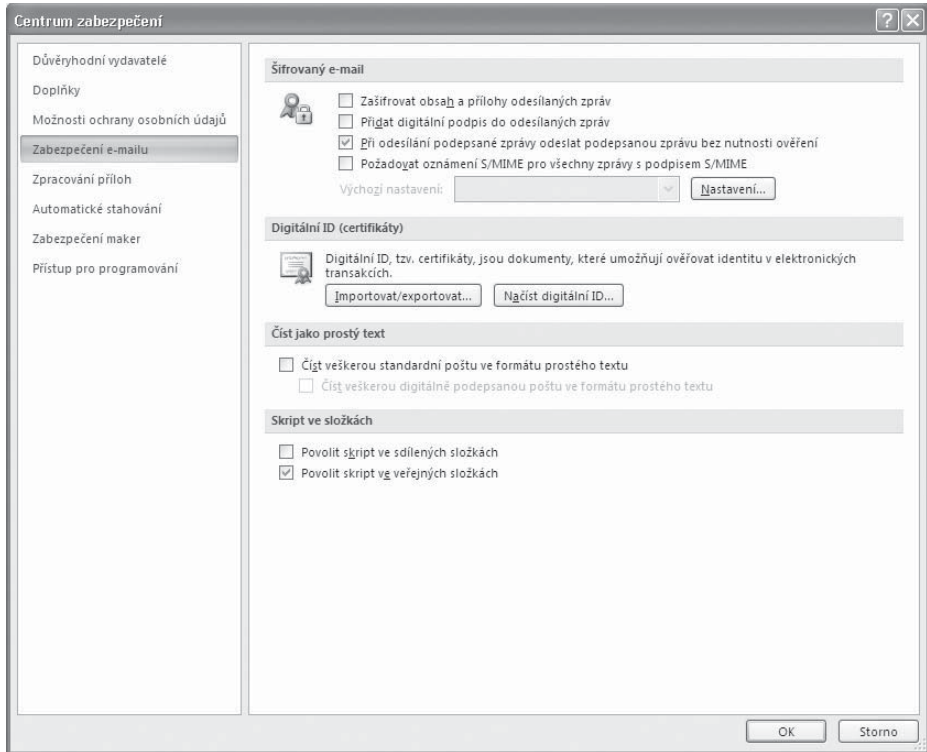 Centrum zabezpečení
Důvěryhodní vydavatelé
Doplňky
Možnosti ochrany osobních údajů
Zabezpečení e-mailu
Zpracování příloh
Automatické stahování
Zabezpečení maker
Přístup pro programování
Šifrovaný e-mail
Zašifrovat obsah a přílohy odesílaných zpráv
Přidat digitální podpis do odesílaných zpráv
Při odesílání podepsané zprávy odeslat podepsanou zprávu bez nutnosti ověření
Požadovat oznámení S/MIME pro všechny zprávy s podpisem S/MIME
Výchozí nastavení:
Nastavení...
Digitální ID (certifikáty)
Digitální ID, tzv. certifikáty, jsou dokumenty, které umožňují ověřovat identitu v elektronických
transakcích.
Importovat/exportovat...
Načíst digitální ID...
Číst jako prostý text
Číst veškerou standardní poštu ve formátu prostého textu
Číst veškerou digitálně podepsanou poštu ve formátu prostého textu
Skript ve složkách
Povolit skript ve sdílených složkách
Povolit skript ve veřejných složkách
OK
Storno